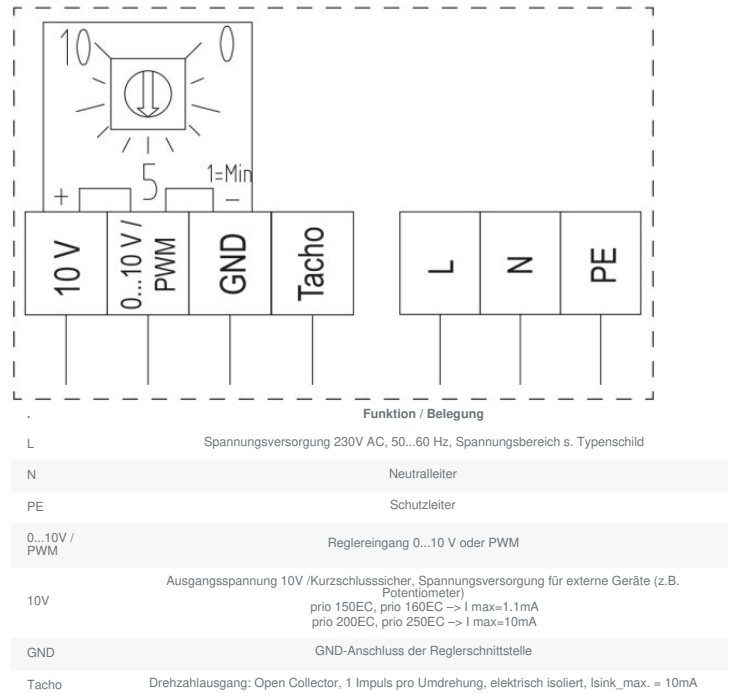 10 0
5 1=Min
+ −
10 V
0...10 V /
PWM
GND
Tacho
L
N
PE
. Funktion / Belegung
L Spannungsversorgung 230V AC, 50...60 Hz, Spannungsbereich s. Typenschild
N Neutralleiter
PE Schutzleiter
0...10V /
PWM
Reglereingang 0...10 V oder PWM
10V
Ausgangsspannung 10V /Kurzschlusssicher, Spannungsversorgung für externe Geräte (z.B.
Potentiometer)
prio 150EC, prio 160EC –> I max=1.1mA
prio 200EC, prio 250EC –> I max=10mA
GND GND-Anschluss der Reglerschnittstelle
Tacho Drehzahlausgang: Open Collector, 1 Impuls pro Umdrehung, elektrisch isoliert, Isink_max. = 10mA